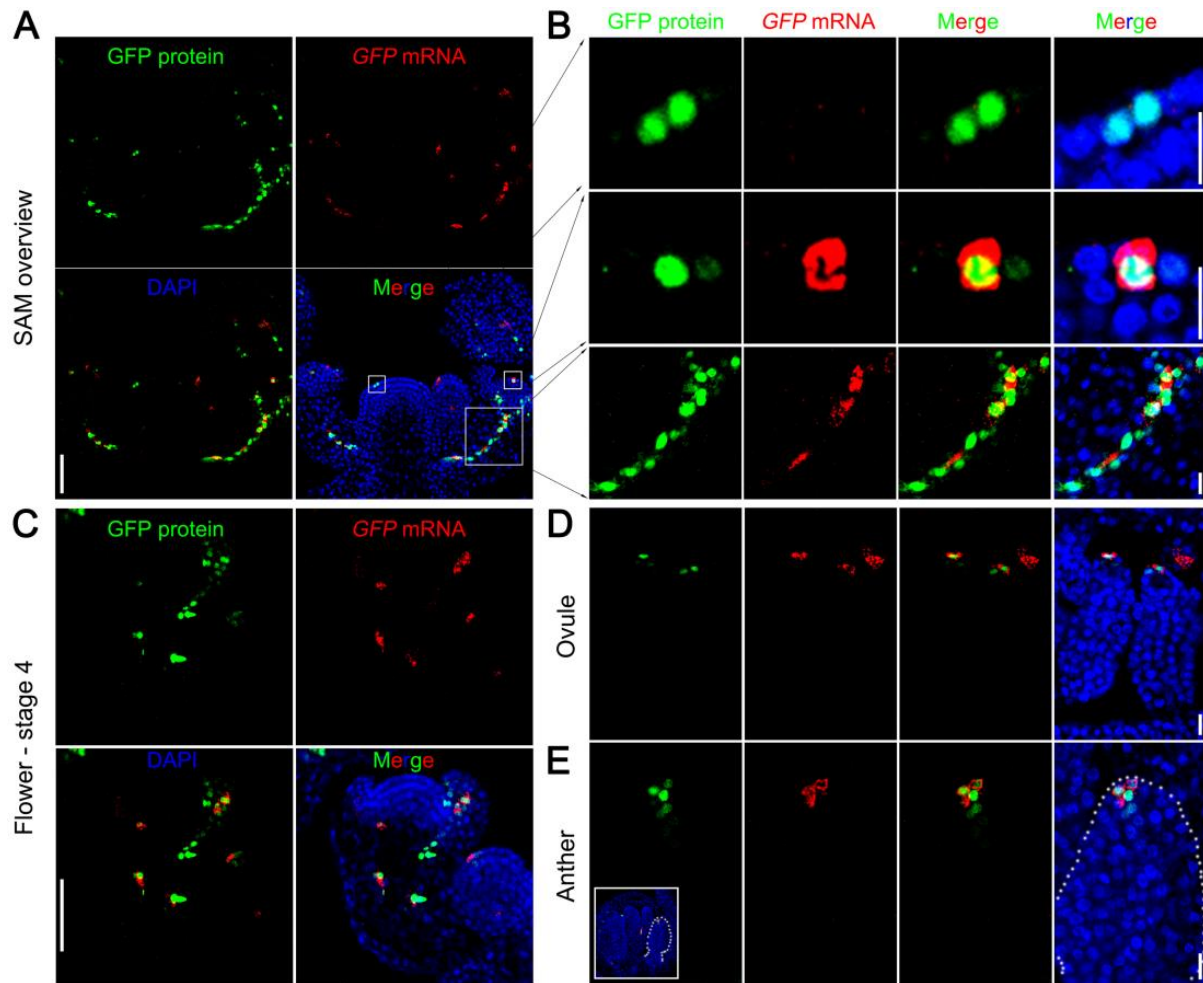 A
GFP protein
GFP mRNA
DAPI
Merge
SAM overview
B
GFP protein
GFP mRNA
Merge
Merge
C
GFP protein
GFP mRNA
DAPI
Merge
Flower - stage 4
D
Ovule
E
Anther